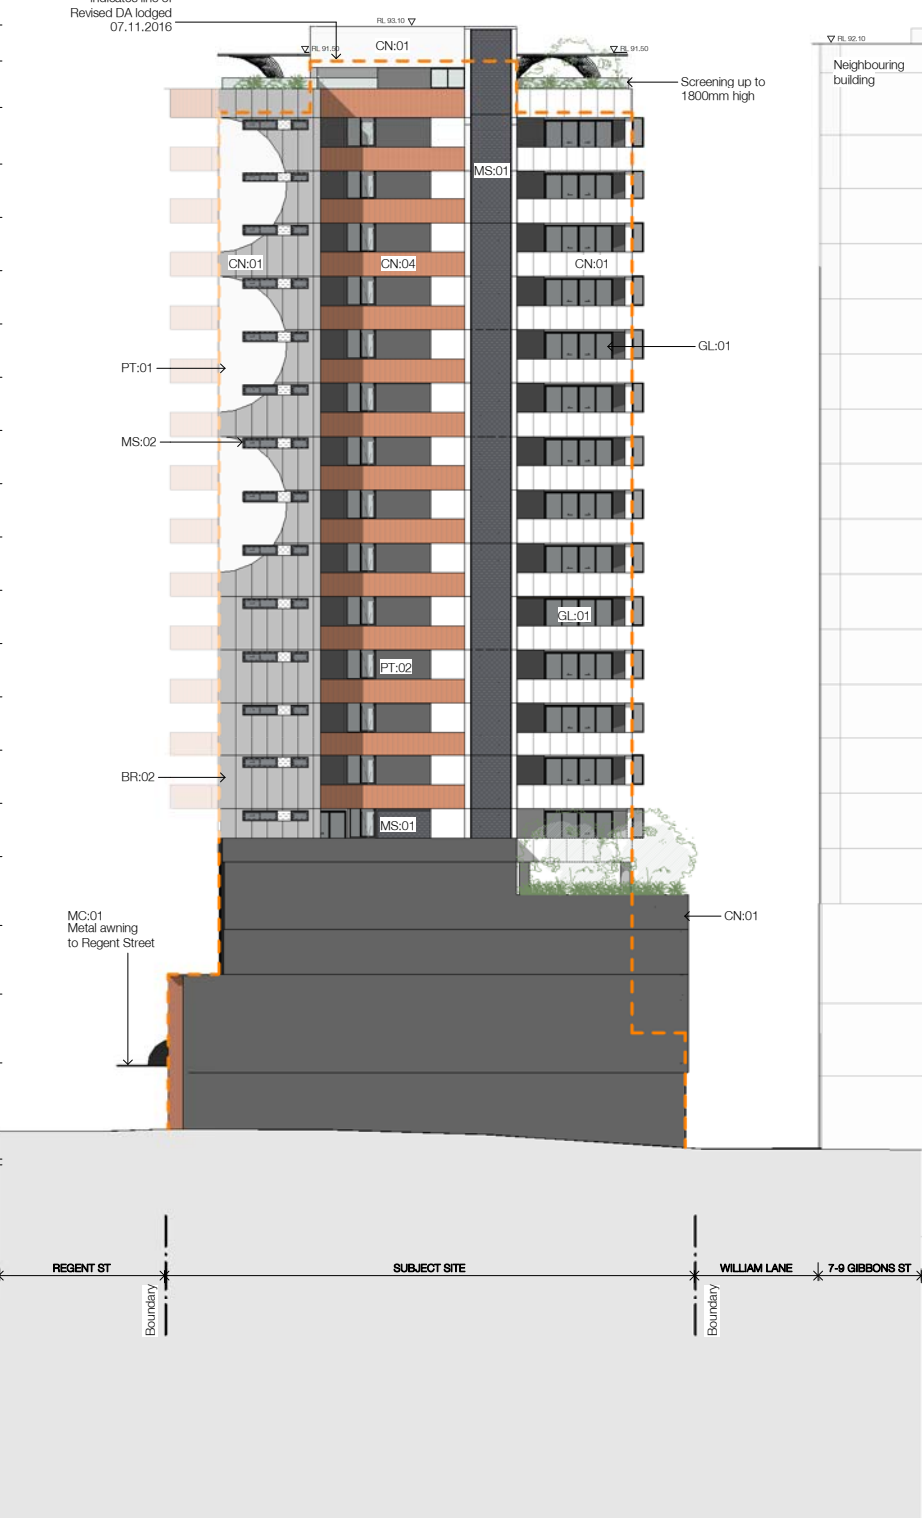 Indicates line of
Revised DA lodged
07.11.2016
RL 93.10
CN:01
RL 91.50
RL 91.50
RL 92.10
Neighbouring
building
Screening up to
1800mm high
MS:01
CN:01
CN:04
CN:01
GL:01
PT:01
MS:02
GL:01
PT:02
BR:02
MS:01
MC:01
Metal awning
to Regent Street
CN:01
REGENT ST
SUBJECT SITE
WILLIAM LANE
7-9 GIBBONS ST
Boundary
Boundary